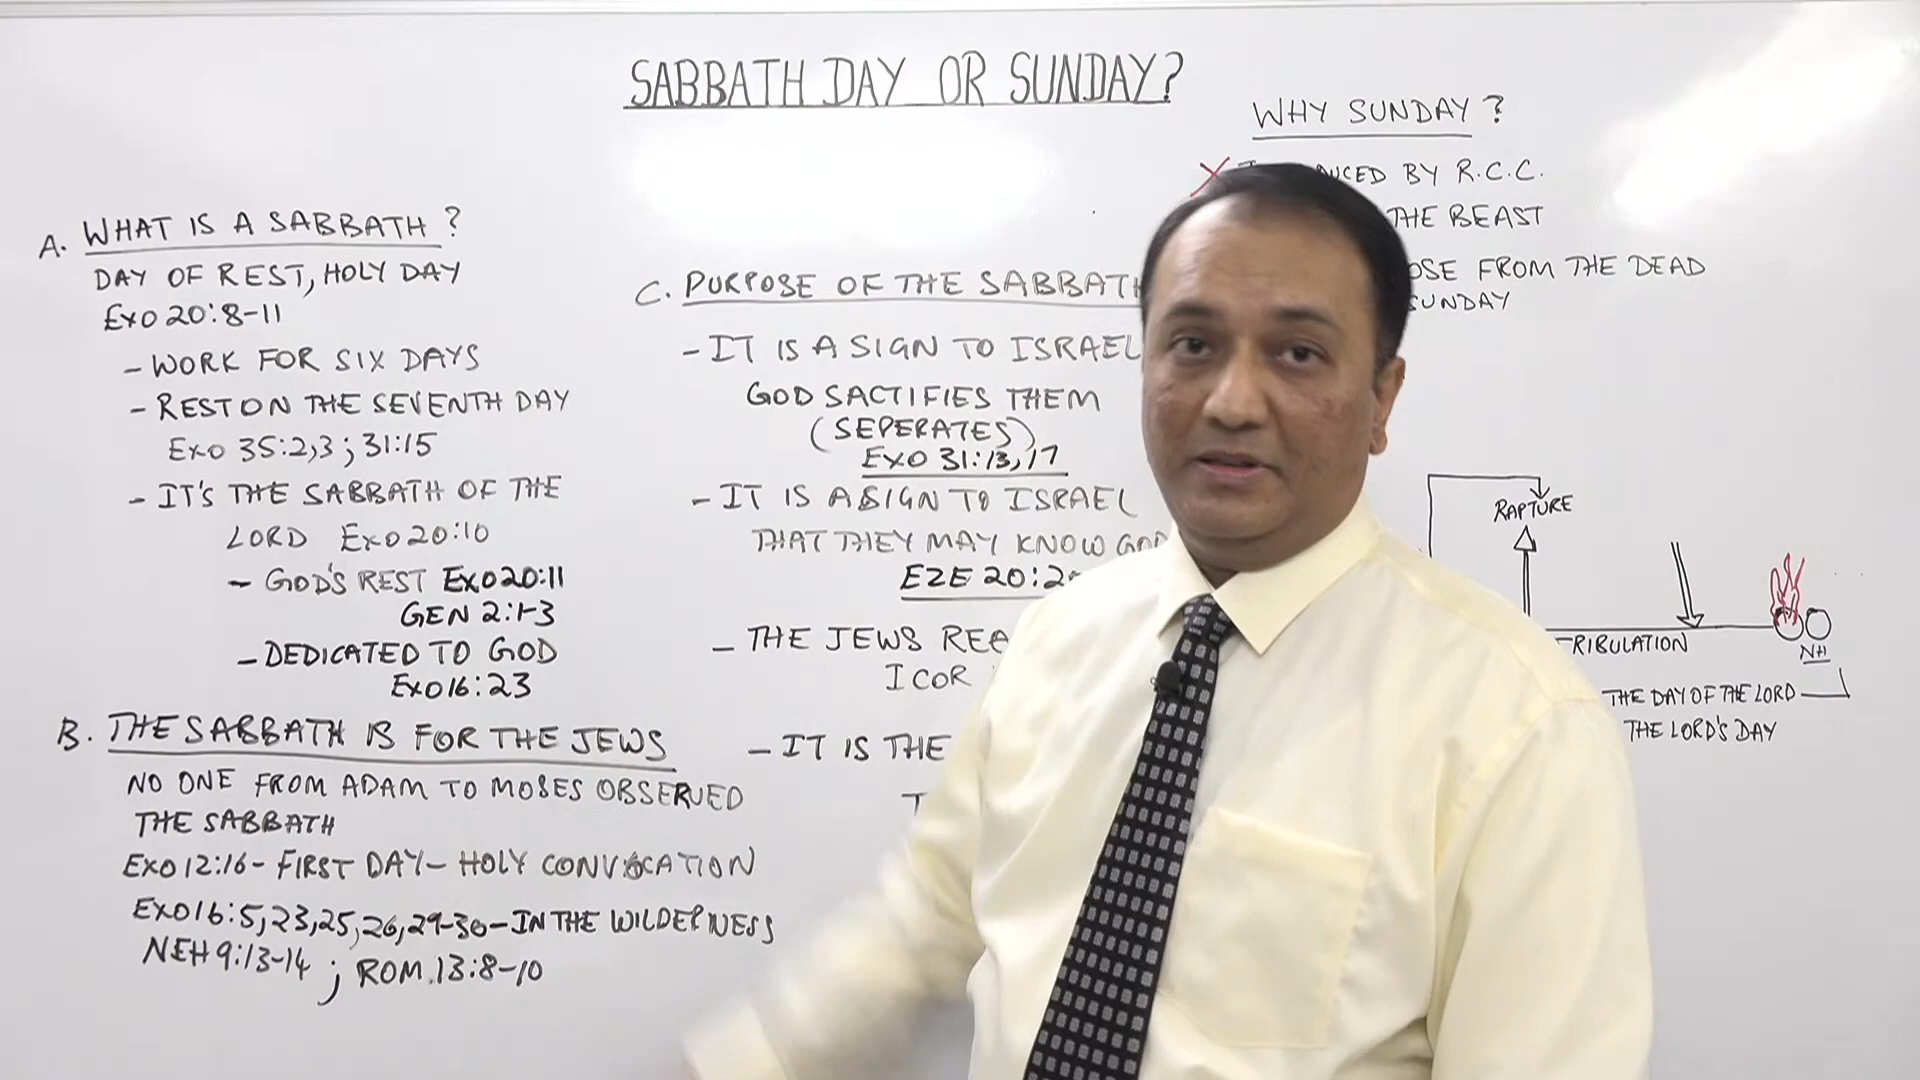 SABBATH DAY OR SUNDAY?
A. WHAT IS A SABBATH?
DAY OF REST, HOLY DAY
EXO 20:8-11
- WORK FOR SIX DAYS
- REST ON THE SEVENTH DAY
EXO 35:2,3; 31:15
- IT'S THE SABBATH OF THE
LORD EXO 20:10
- GOD'S REST EXO 20:11
GEN 2:1-3
- DEDICATED TO GOD
EXO 16:23
B. THE SABBATH IS FOR THE JEWS
NO ONE FROM ADAM TO MOSES OBSERVED
THE SABBATH
EXO 12:16 - FIRST DAY - HOLY CONVOCATION
EXO 16:5,23,25,26,29-30 - IN THE WILDERNESS
NEH 9:13-14 ; ROM.13:8-10
C. PURPOSE OF THE SABBATH
- IT IS A SIGN TO ISRAEL
GOD SACTIFIES THEM
(SEPERATES)
EXO 31:13,17
- IT IS A SIGN TO ISRAEL
THAT THEY MAY KNOW GOD
EZE 20:2
- THE JEWS REA
I COR
- IT IS THE
WHY SUNDAY?
X BY R.C.C.
THE BEAST
OSE FROM THE DEAD
SUNDAY
RAPTURE
TRIBULATION
NH
THE DAY OF THE LORD
THE LORD'S DAY